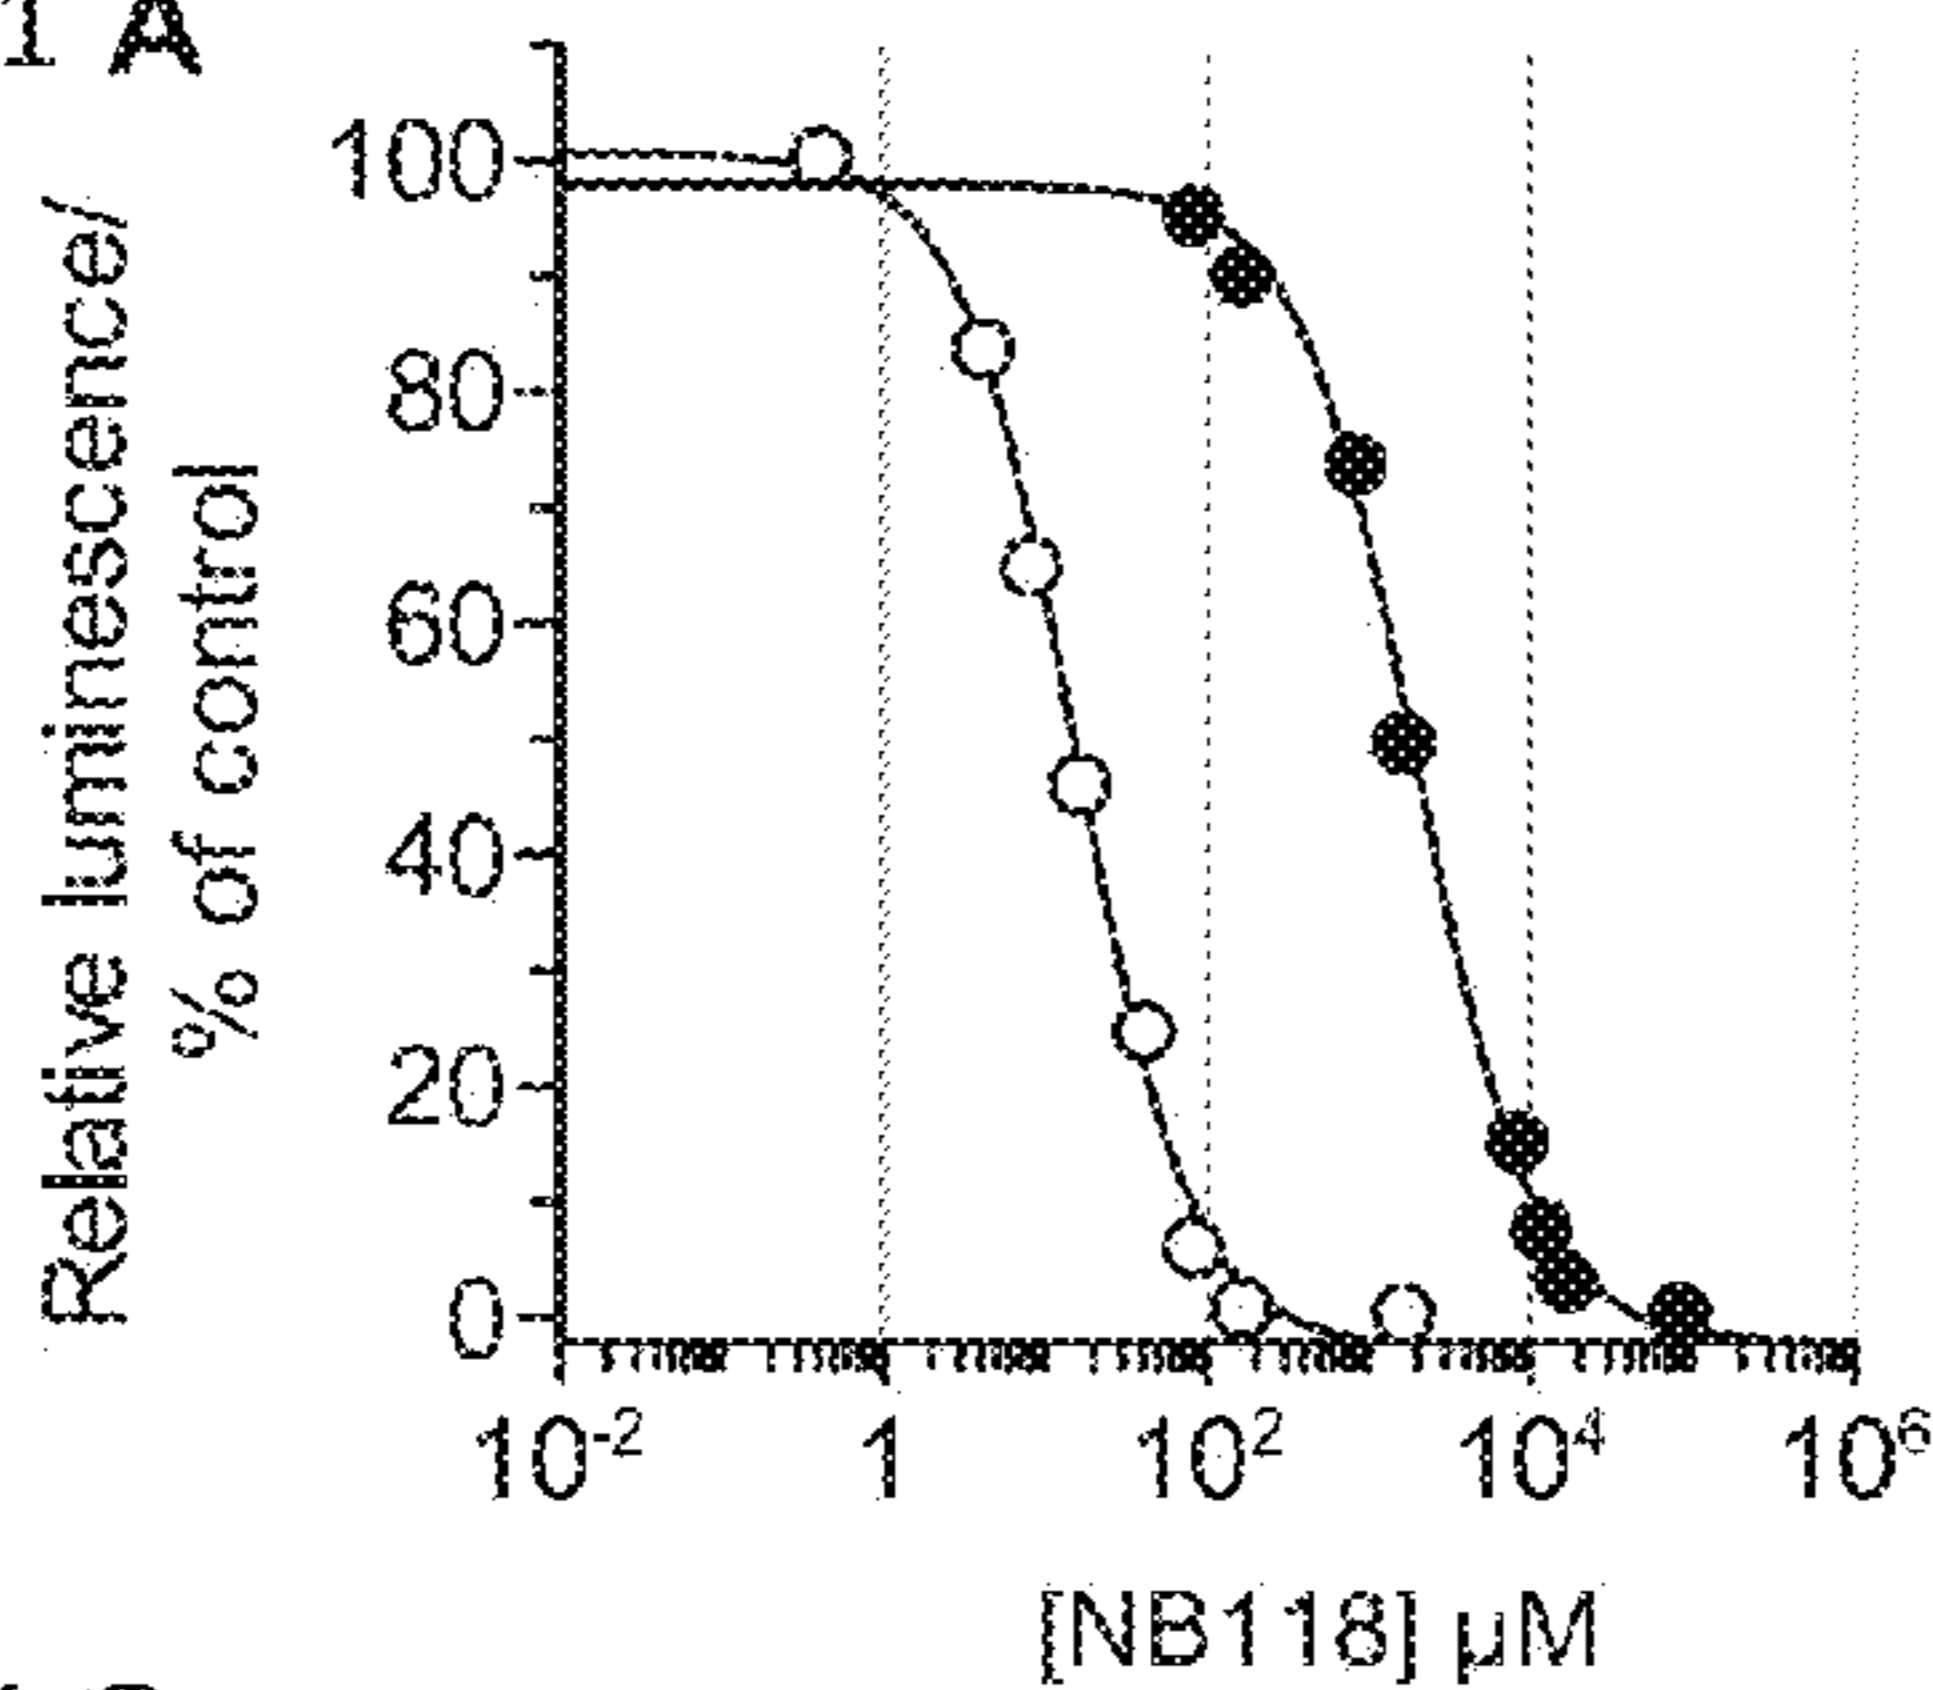 1 A
Relative luminescence/
% of control
100
80
60
40
20
0
10⁻² 1 10² 10⁴ 10⁶
[NB118] µM